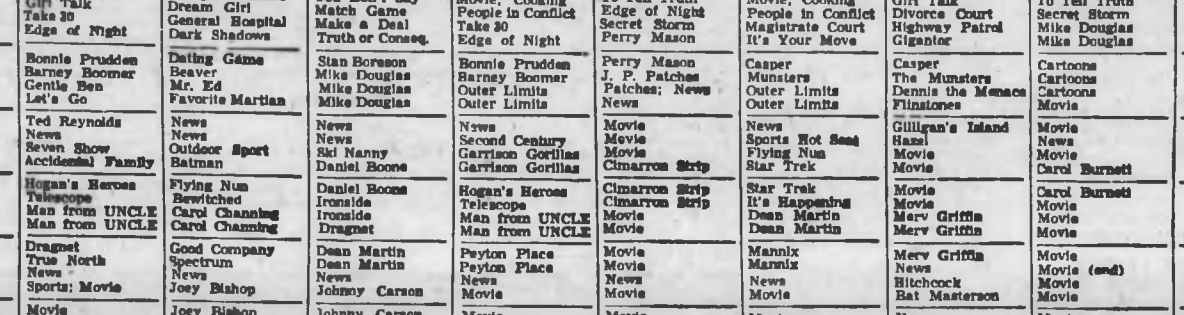 Girl Talk
Take 30
Edge of Night
Bonnie Prudden
Barney Boomer
Gentle Ben
Let's Go
Ted Reynolds
News
Seven Show
Accidental Family
Hogan's Heroes
Telescope
Man from UNCLE
Man from UNCLE
Dragnet
True North
News
Sports; Movie
Movie
Dream Girl
General Hospital
Dark Shadows
Dating Game
Beaver
Mr. Ed
Favorite Martian
News
News
Outdoor Sport
Batman
Flying Nun
Bewitched
Carol Channing
Carol Channing
Good Company
Spectrum
News
Joey Bishop
Joey Bishop
Match Game
Make a Deal
Truth or Conseq.
Stan Boreson
Mike Douglas
Mike Douglas
Mike Douglas
News
News
Ski Nanny
Daniel Boone
Daniel Boone
Ironside
Ironside
Dragnet
Dean Martin
Dean Martin
News
Johnny Carson
Johnny Carson
Movie, Cooking
People in Conflict
Take 30
Edge of Night
Bonnie Prudden
Barney Boomer
Outer Limits
Outer Limits
News
Second Century
Garrison Gorillas
Garrison Gorillas
Hogan's Heroes
Telescope
Man from UNCLE
Man from UNCLE
Peyton Place
Peyton Place
News
Movie
Movie
To Tell Truth
Edge of Night
Secret Storm
Perry Mason
Perry Mason
J. P. Patches
Patches; News
News
Movie
Movie
Movie
Cimarron Strip
Cimarron Strip
Cimarron Strip
Movie
Movie
Movie
Movie
Movie
Movie
Movie
Movie, Cooking
People in Conflict
Magistrate Court
It's Your Move
Casper
Munsters
Outer Limits
Outer Limits
News
Sports Hot Seat
Flying Nun
Star Trek
Star Trek
It's Happening
Dean Martin
Dean Martin
Mannix
Mannix
News
Movie
Girl Talk
Divorce Court
Highway Patrol
Gigantor
Casper
The Munsters
Dennis the Menace
Flinstones
Gilligan's Island
Hazel
Movie
Movie
Movie
Movie
Merv Griffin
Merv Griffin
Merv Griffin
News
Hitchcock
Bat Masterson
To Tell Truth
Secret Storm
Mike Douglas
Mike Douglas
Cartoons
Cartoons
Cartoons
Movie
Movie
News
Movie
Carol Burnett
Carol Burnett
Movie
Movie
Movie
Movie
Movie (end)
Movie
Movie